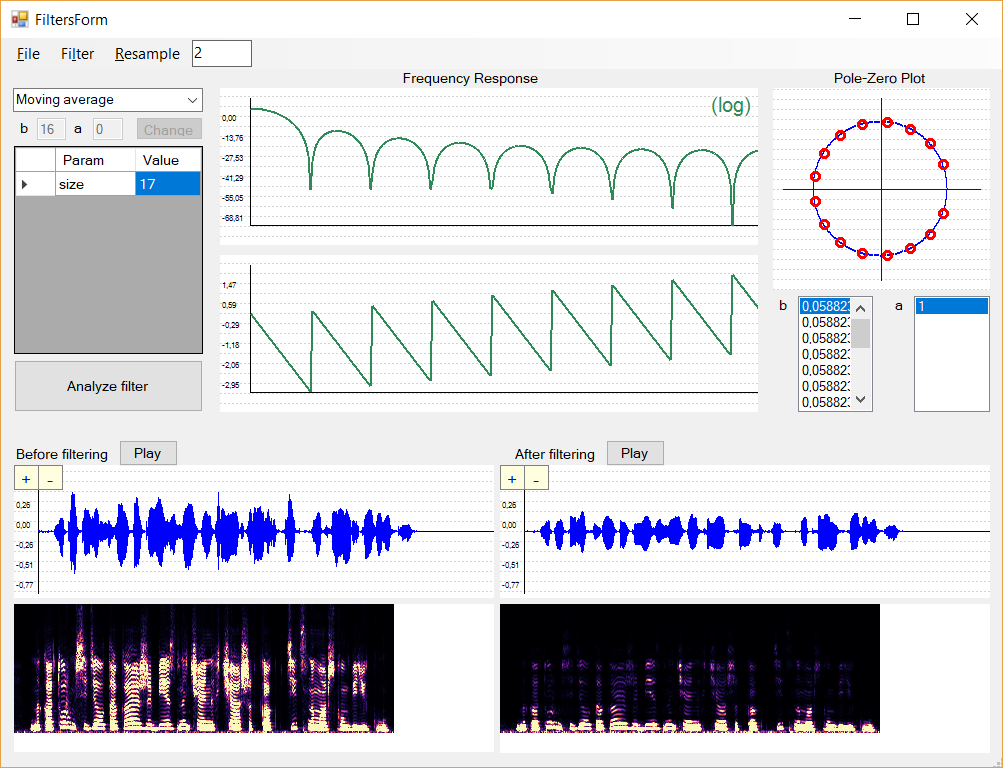 FiltersForm
File Filter Resample 2
Moving average
b 16 a 0 Change
Param Value
size 17
Analyze filter
Frequency Response
(log)
0,00
-13,76
-27,53
-41,29
-55,05
-68,81
1,47
0,59
-0,29
-1,18
-2,06
-2,95
Pole-Zero Plot
b
0,05882
0,05882
0,05882
0,05882
0,05882
0,05882
0,05882
a
1
Before filtering Play
+ -
0,26
0,00
-0,26
-0,51
-0,77
After filtering Play
+ -
0,26
0,00
-0,26
-0,51
-0,77